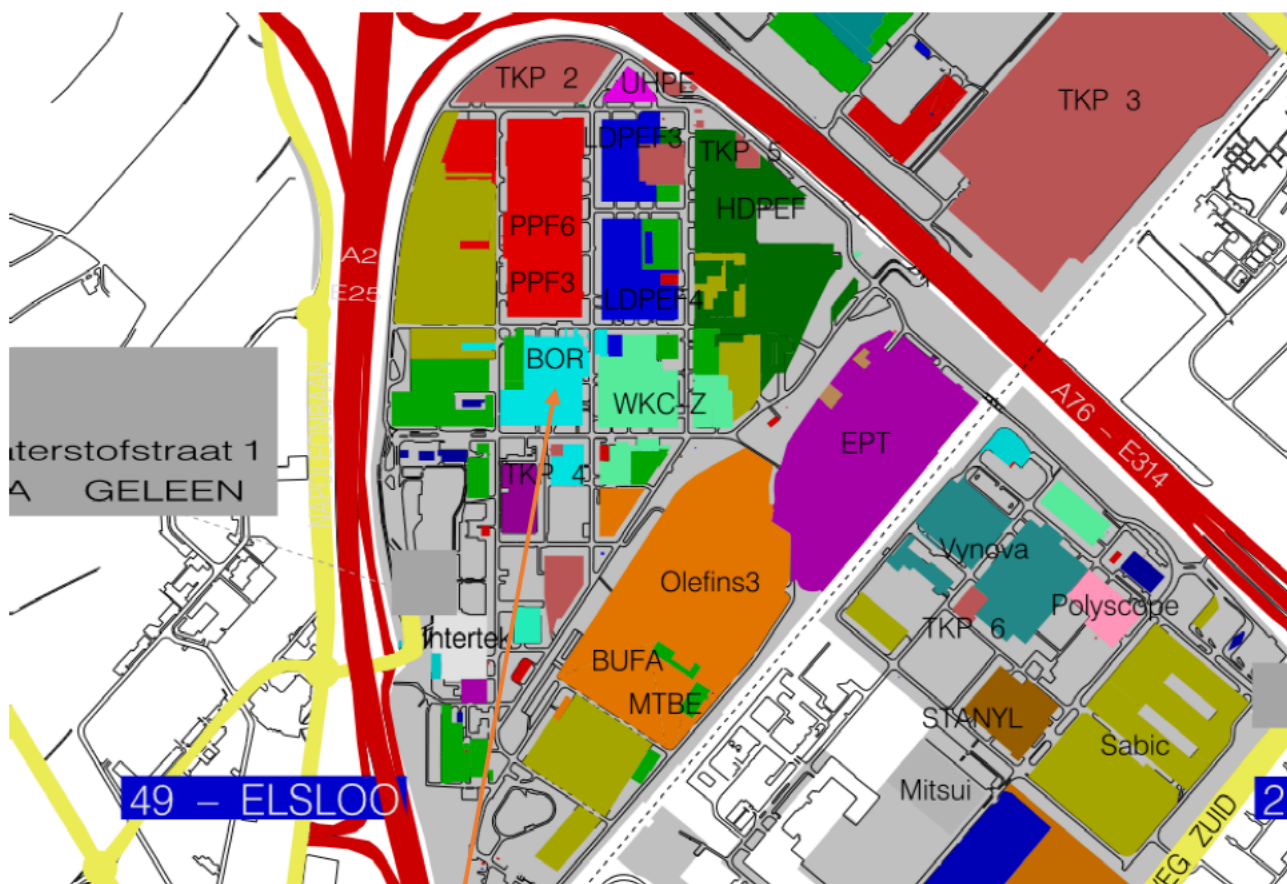 TKP 2
UHPE
TKP 3
LDPEF3
TKP 5
HDPEF
PPF6
A2
E25
PPF3
LDPEF4
BOR
WKC-Z
A76 - E314
NAPOLEONBAAN
EPT
aterstofstraat 1
A GELEEN
TKP 4
Vynova
Olefins3
Polyscope
TKP 6
Intertek
BUFA
MTBE
STANYL
Sabic
Mitsui
49 - ELSLOO
2
EG ZUID